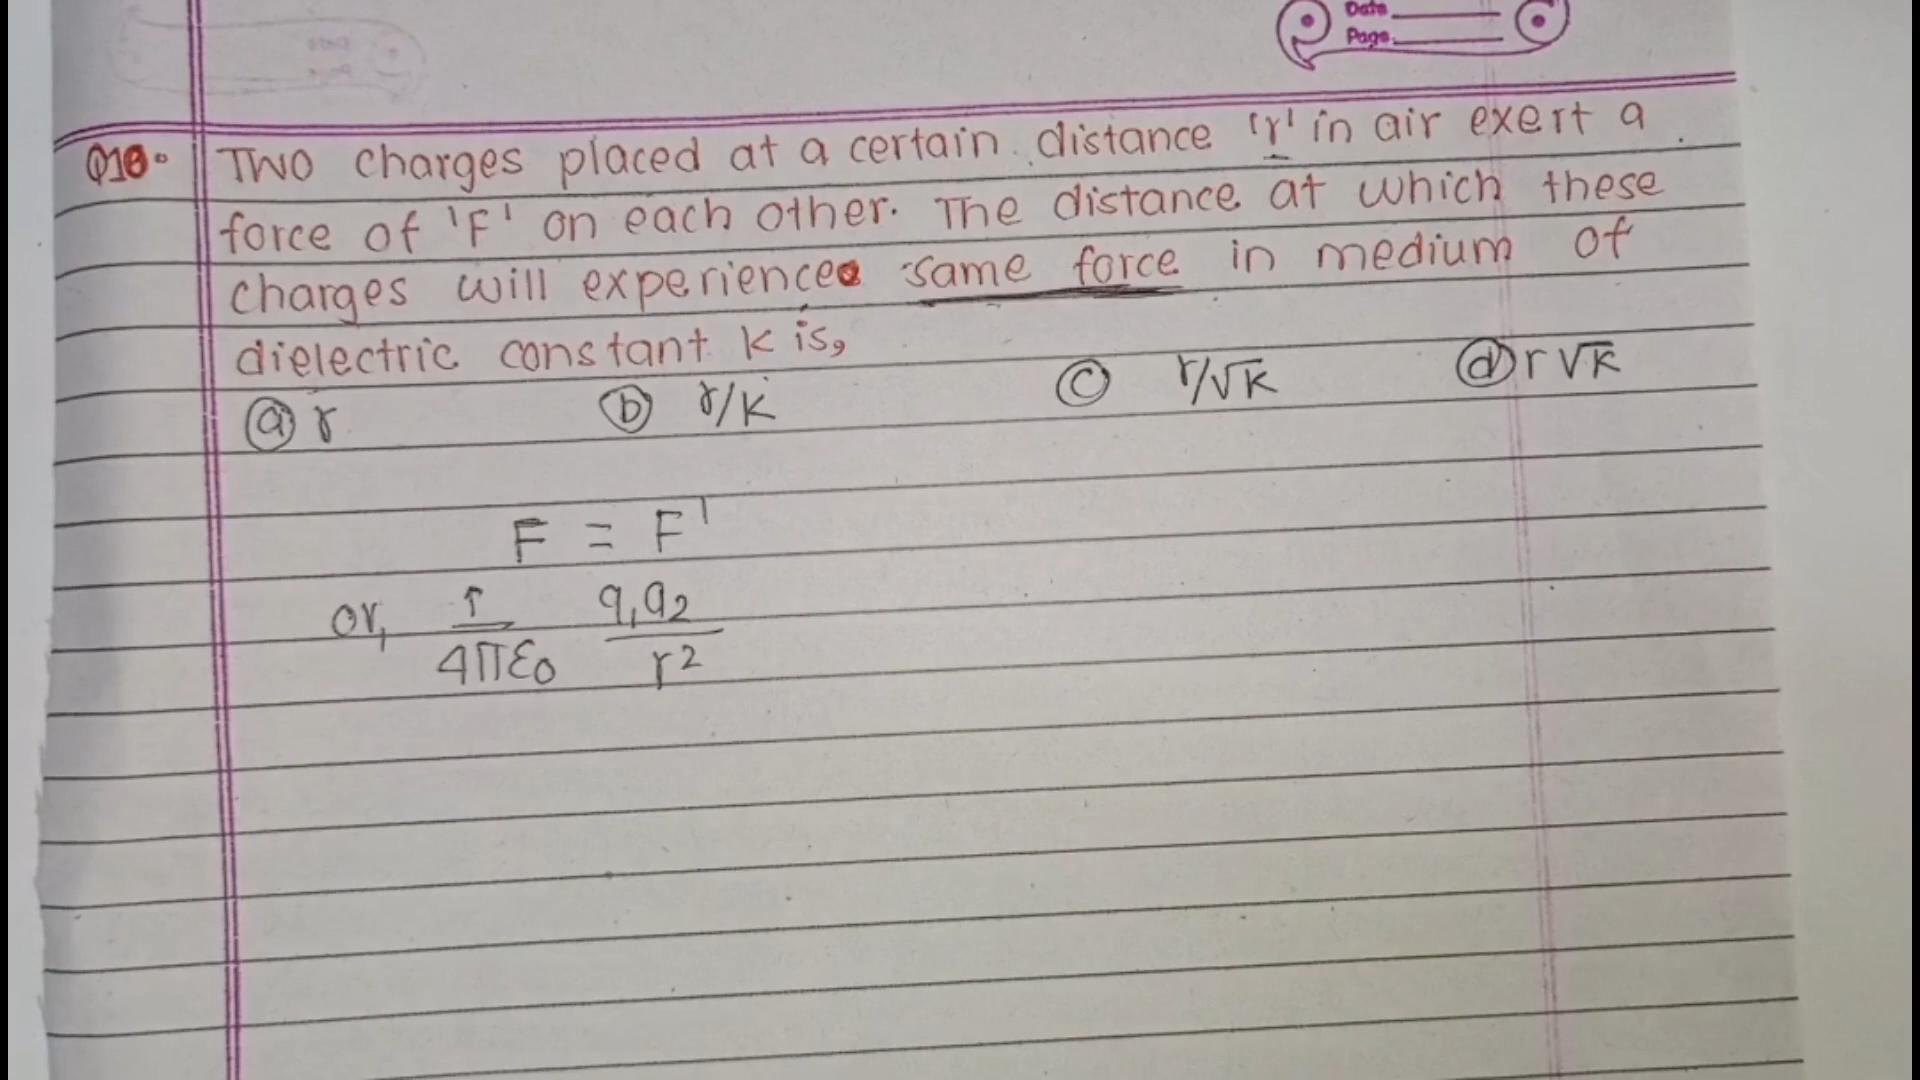 Date
Page
Q10. Two charges placed at a certain distance 'r' in air exert a
force of 'F' on each other. The distance at which these
charges will experience same force in medium of
dielectric constant K is,
(a) r (b) r/K (c) r/√K (d) r√K
F = F'
or, 1/4πε₀ q₁q₂/r²